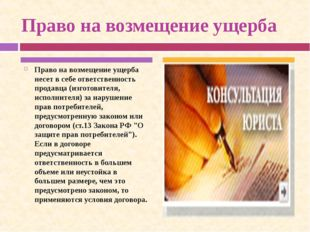 Право на возмещение ущерба
Право на возмещение ущерба
несет в себе ответственность
продавца (изготовителя,
исполнителя) за нарушение
прав потребителей,
предусмотренную законом или
договором (ст.13 Закона РФ "О
защите прав потребителей").
Если в договоре
предусматривается
ответственность в большем
объеме или неустойка в
большем размере, чем это
предусмотрено законом, то
применяются условия договора.
КОНСУЛЬТАЦИЯ
ЮРИСТА